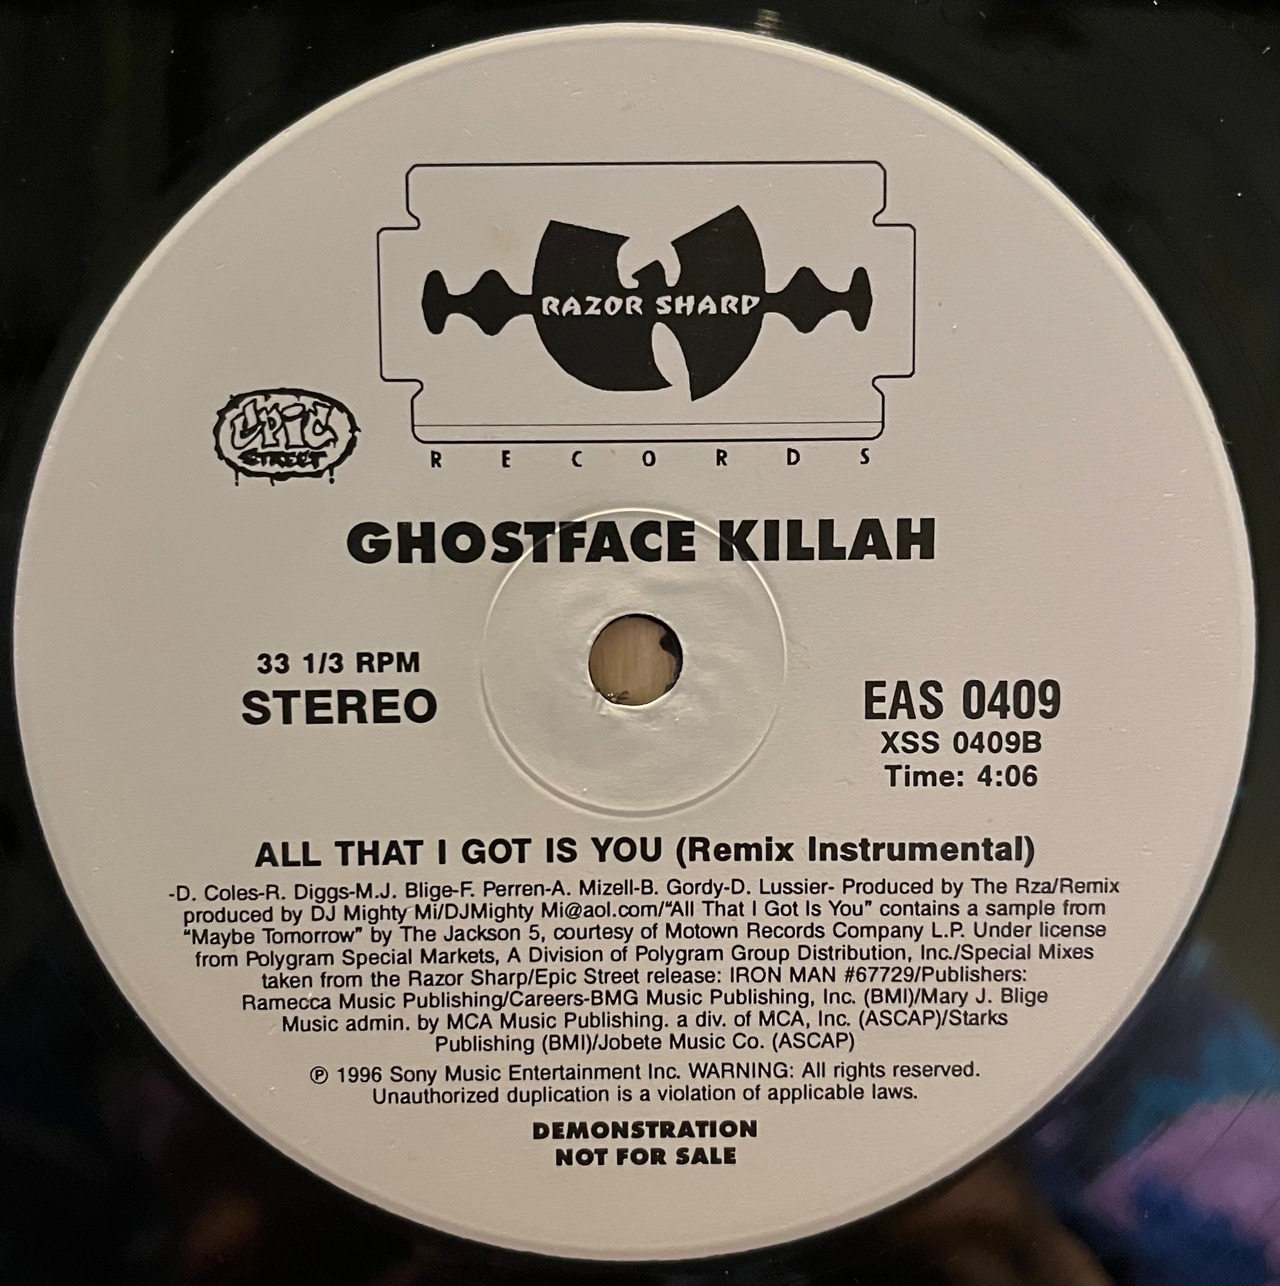 RAZOR SHARP
RECORDS
EPIC
STREET
GHOSTFACE KILLAH
33 1/3 RPM
STEREO
EAS 0409
XSS 0409B
Time: 4:06
ALL THAT I GOT IS YOU (Remix Instrumental)
-D. Coles-R. Diggs-M.J. Blige-F. Perren-A. Mizell-B. Gordy-D. Lussier- Produced by The Rza/Remix
produced by DJ Mighty Mi/DJMighty Mi@aol.com/“All That I Got Is You” contains a sample from
“Maybe Tomorrow” by The Jackson 5, courtesy of Motown Records Company L.P. Under license
from Polygram Special Markets, A Division of Polygram Group Distribution, Inc./Special Mixes
taken from the Razor Sharp/Epic Street release: IRON MAN #67729/Publishers:
Ramecca Music Publishing/Careers-BMG Music Publishing, Inc. (BMI)/Mary J. Blige
Music admin. by MCA Music Publishing. a div. of MCA, Inc. (ASCAP)/Starks
Publishing (BMI)/Jobete Music Co. (ASCAP)
℗ 1996 Sony Music Entertainment Inc. WARNING: All rights reserved.
Unauthorized duplication is a violation of applicable laws.
DEMONSTRATION
NOT FOR SALE